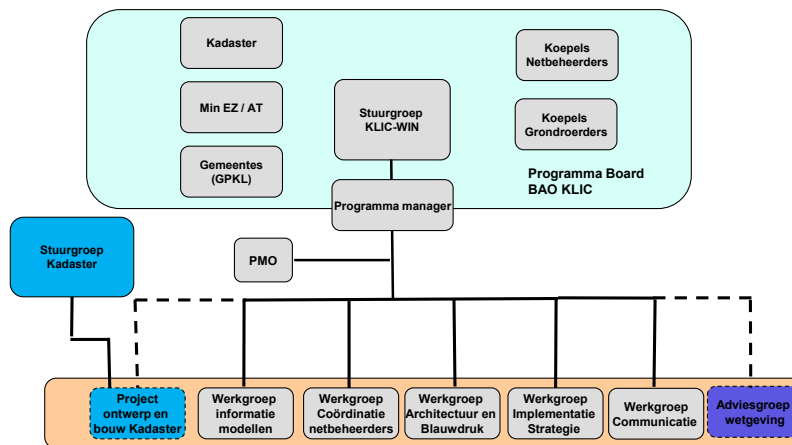 Kadaster
Koepels
Netbeheerders
Min EZ / AT
Stuurgroep
KLIC-WIN
Koepels
Grondroerders
Gemeentes
(GPKL)
Programma Board
BAO KLIC
Programma manager
Stuurgroep
Kadaster
PMO
Project
ontwerp en
bouw Kadaster
Werkgroep
informatie
modellen
Werkgroep
Coördinatie
netbeheerders
Werkgroep
Architectuur en
Blauwdruk
Werkgroep
Implementatie
Strategie
Werkgroep
Communicatie
Adviesgroep
wetgeving